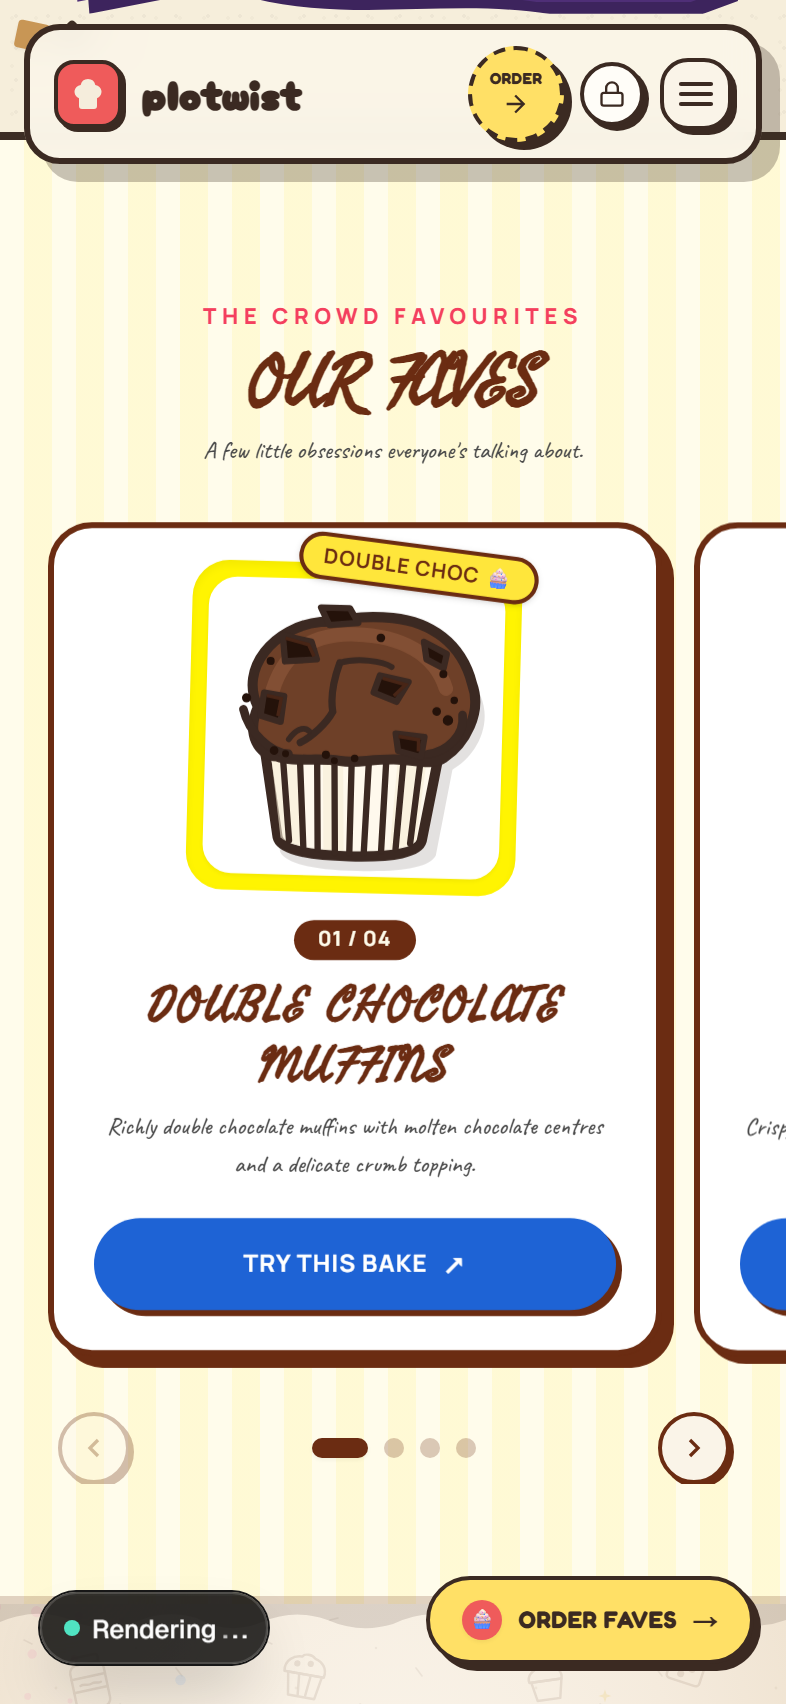 plotwist
ORDER →
THE CROWD FAVOURITES
OUR FAVES
A few little obsessions everyone's talking about.
DOUBLE CHOC 🧁
01 / 04
DOUBLE CHOCOLATE
MUFFINS
Richly double chocolate muffins with molten chocolate centres
and a delicate crumb topping.
Crisp
TRY THIS BAKE ↗
Rendering ...
ORDER FAVES →